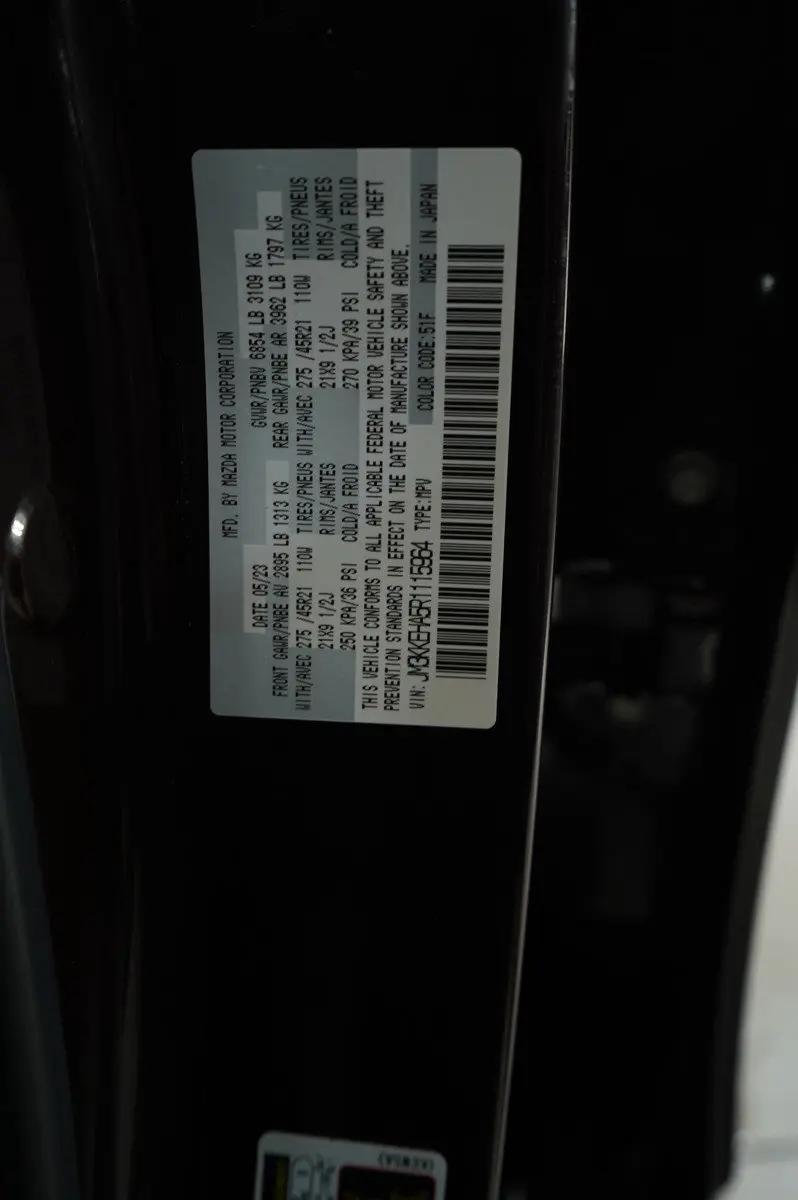 MFD. BY MAZDA MOTOR CORPORATION
DATE 05/23 GVWR/PNBV 6854 LB 3109 KG
FRONT GAWR/PNBE AV 2895 LB 1313 KG REAR GAWR/PNBE AR 3962 LB 1797 KG
WITH/AVEC 275 /45R21 110W TIRES/PNEUS WITH/AVEC 275 /45R21 110W TIRES/PNEUS
21X9 1/2J RIMS/JANTES 21X9 1/2J RIMS/JANTES
250 KPA/36 PSI COLD/A FROID 270 KPA/39 PSI COLD/A FROID
THIS VEHICLE CONFORMS TO ALL APPLICABLE FEDERAL MOTOR VEHICLE SAFETY AND THEFT
PREVENTION STANDARDS IN EFFECT ON THE DATE OF MANUFACTURE SHOWN ABOVE.
VIN: JM3KKEHA5R1115964 TYPE:MPV COLOR CODE:51F MADE IN JAPAN